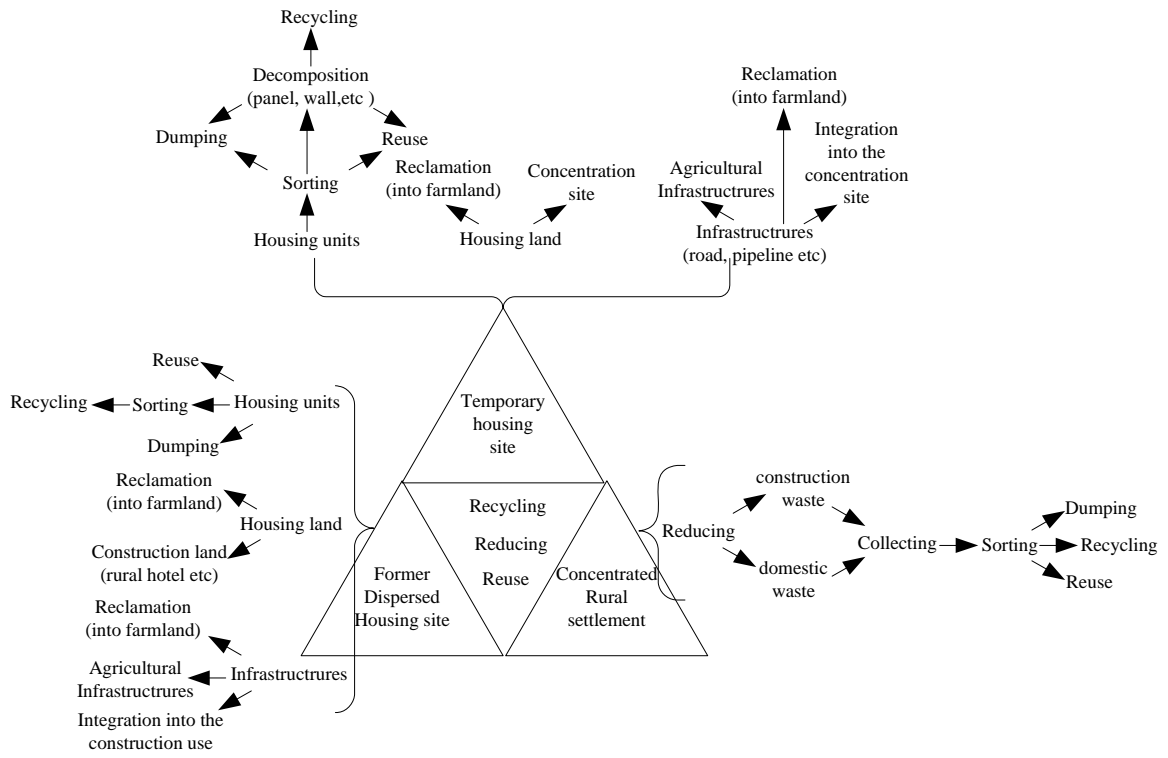 Recycling
Decomposition
(panel, wall,etc )
Dumping
Reuse
Sorting
Housing units
Reclamation
(into farmland)
Concentration
site
Housing land
Reclamation
(into farmland)
Integration
into the
concentration
site
Agricultural
Infrastructrures
Infrastructrures
(road, pipeline etc)
Temporary
housing
site
Recycling
Reducing
Reuse
Former
Dispersed
Housing site
Concentrated
Rural
settlement
Reuse
Recycling
Sorting
Housing units
Dumping
Reclamation
(into farmland)
Housing land
Construction land
(rural hotel etc)
Reclamation
(into farmland)
Agricultural
Infrastructrures
Infrastructrures
Integration into the
construction use
Reducing
construction
waste
domestic
waste
Collecting
Sorting
Dumping
Recycling
Reuse